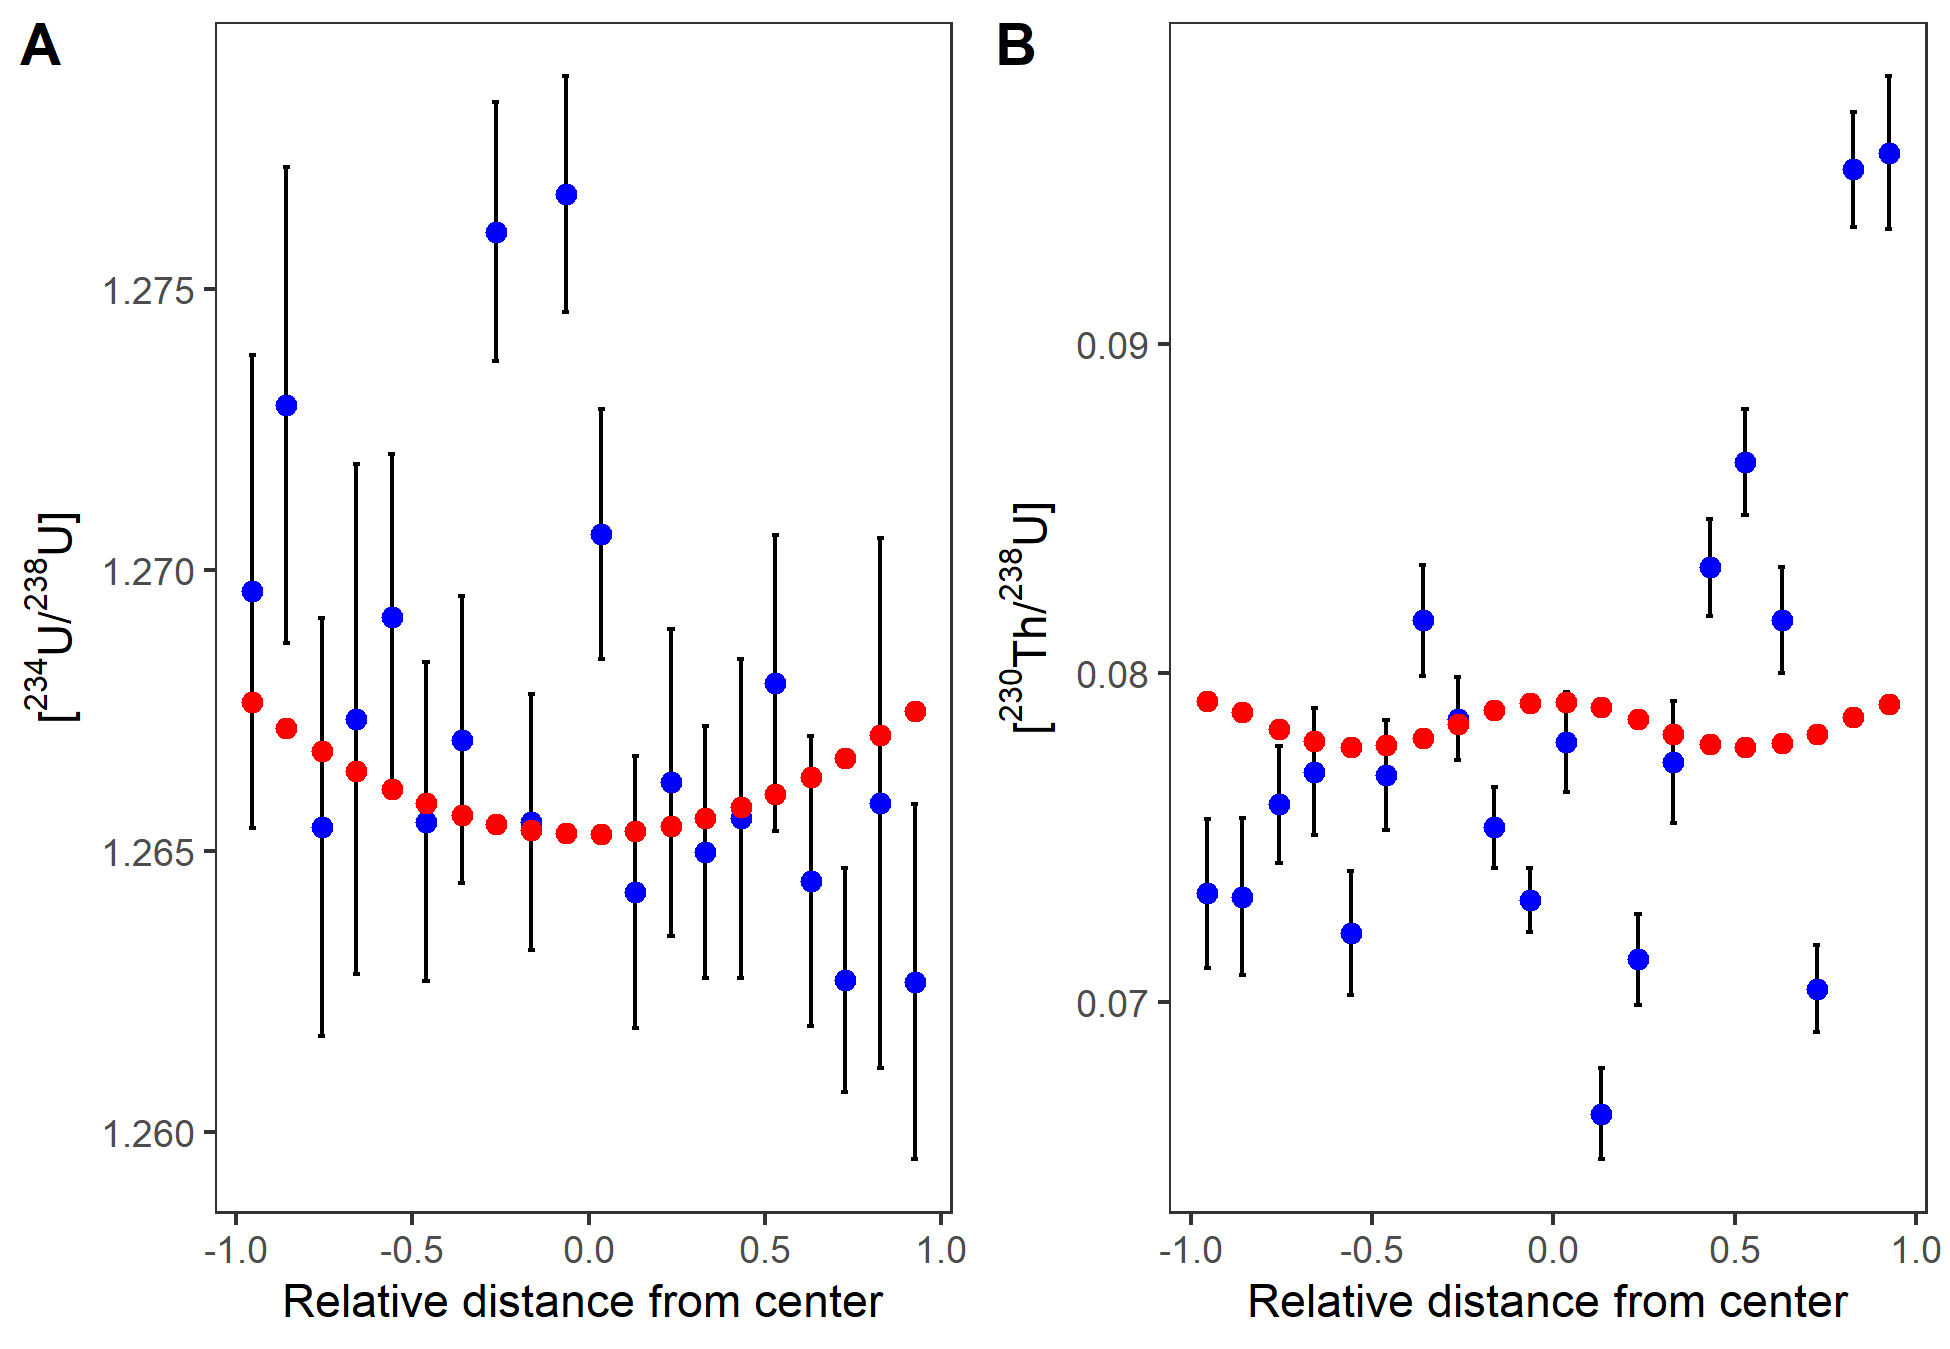 A
B
[²³⁴U/²³⁸U]
1.275
1.270
1.265
1.260
-1.0 -0.5 0.0 0.5 1.0
Relative distance from center
[²³⁰Th/²³⁸U]
0.09
0.08
0.07
-1.0 -0.5 0.0 0.5 1.0
Relative distance from center